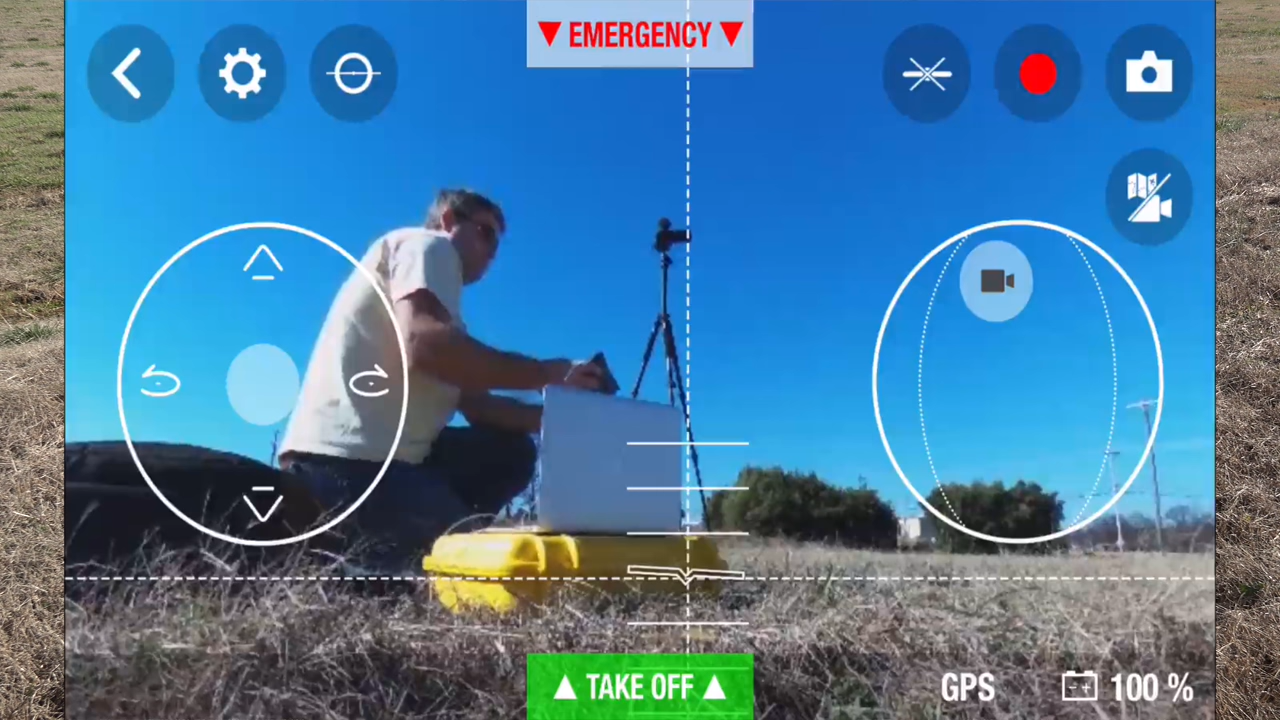 ▼ EMERGENCY ▼
▲ TAKE OFF ▲
GPS
100 %